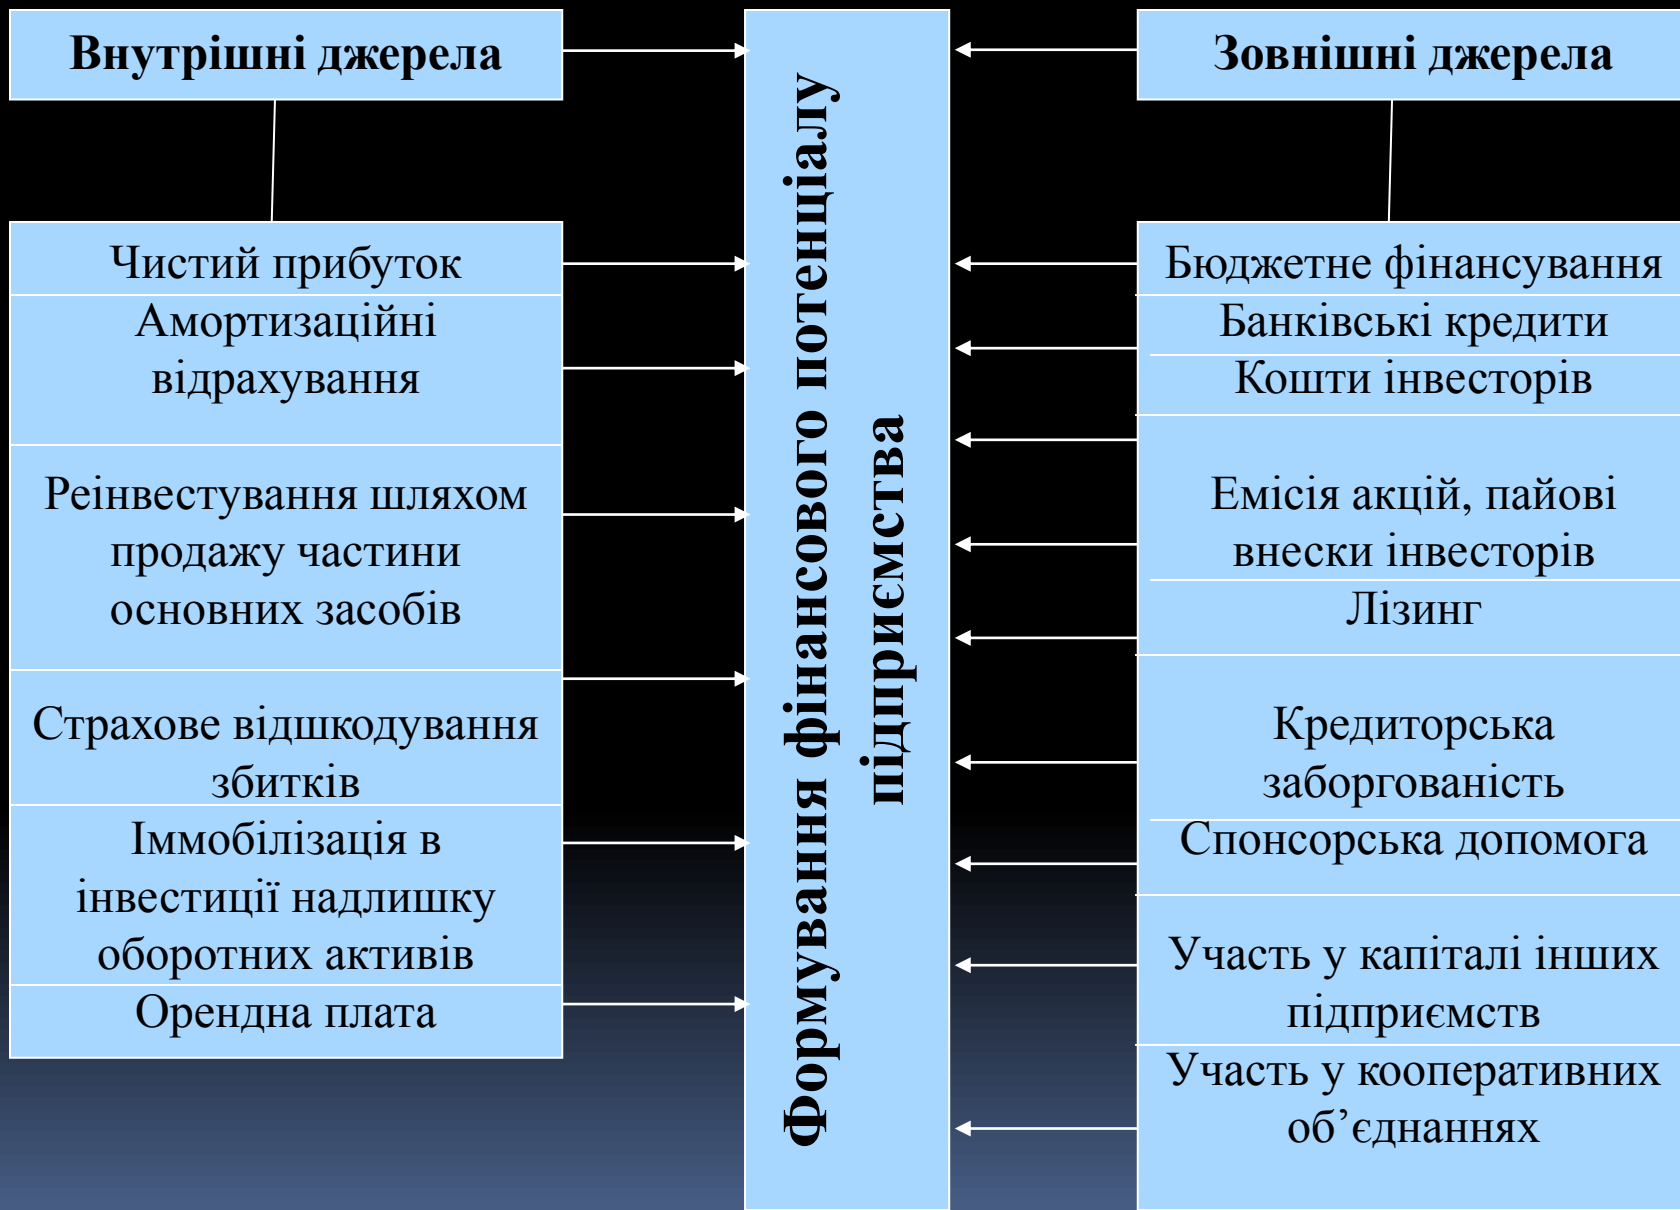 Внутрішні джерела
Чистий прибуток
Амортизаційні
відрахування
Реінвестування шляхом
продажу частини
основних засобів
Страхове відшкодування
збитків
Іммобілізація в
інвестиції надлишку
оборотних активів
Орендна плата
Формування фінансового потенціалу
підприємства
Зовнішні джерела
Бюджетне фінансування
Банківські кредити
Кошти інвесторів
Емісія акцій, пайові
внески інвесторів
Лізинг
Кредиторська
заборгованість
Спонсорська допомога
Участь у капіталі інших
підприємств
Участь у кооперативних
об’єднаннях